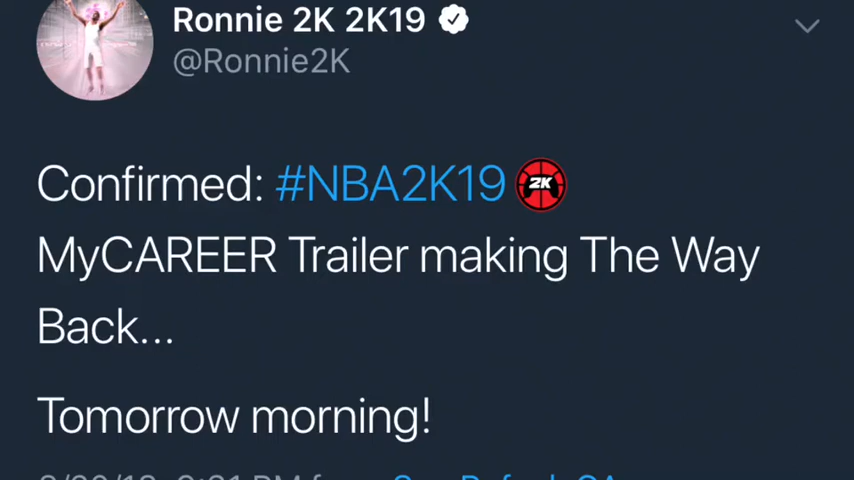 Ronnie 2K 2K19
@Ronnie2K
Confirmed: #NBA2K19 2K
MyCAREER Trailer making The Way
Back...
Tomorrow morning!